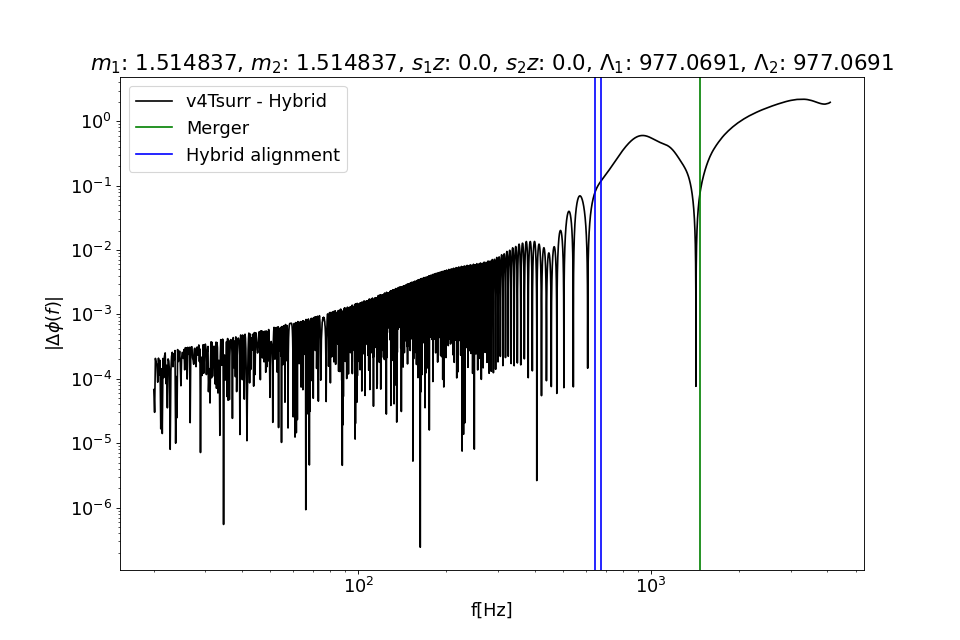 m₁: 1.514837, m₂: 1.514837, s₁z: 0.0, s₂z: 0.0, Λ₁: 977.0691, Λ₂: 977.0691
v4Tsurr - Hybrid
Merger
Hybrid alignment
10⁰
10⁻¹
10⁻²
10⁻³
10⁻⁴
10⁻⁵
10⁻⁶
|Δϕ(f)|
10²
10³
f[Hz]